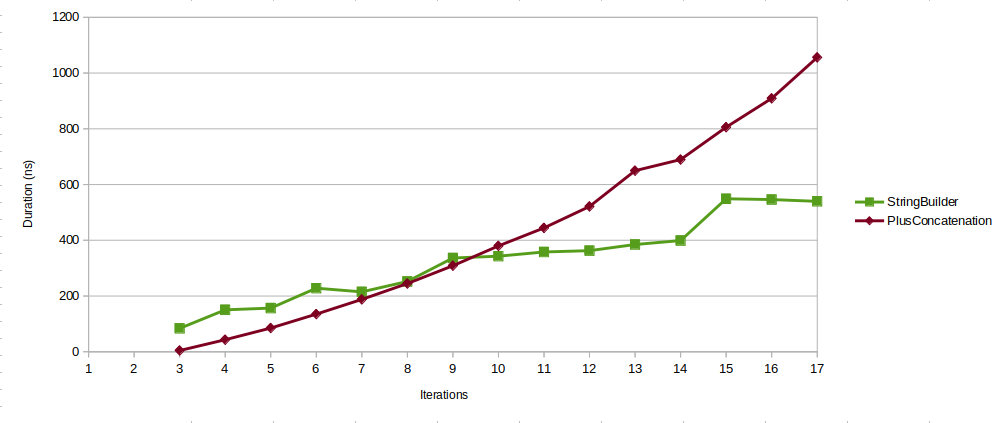 1200
1000
800
600
400
200
0
Duration (ns)
1 2 3 4 5 6 7 8 9 10 11 12 13 14 15 16 17
Iterations
StringBuilder
PlusConcatenation